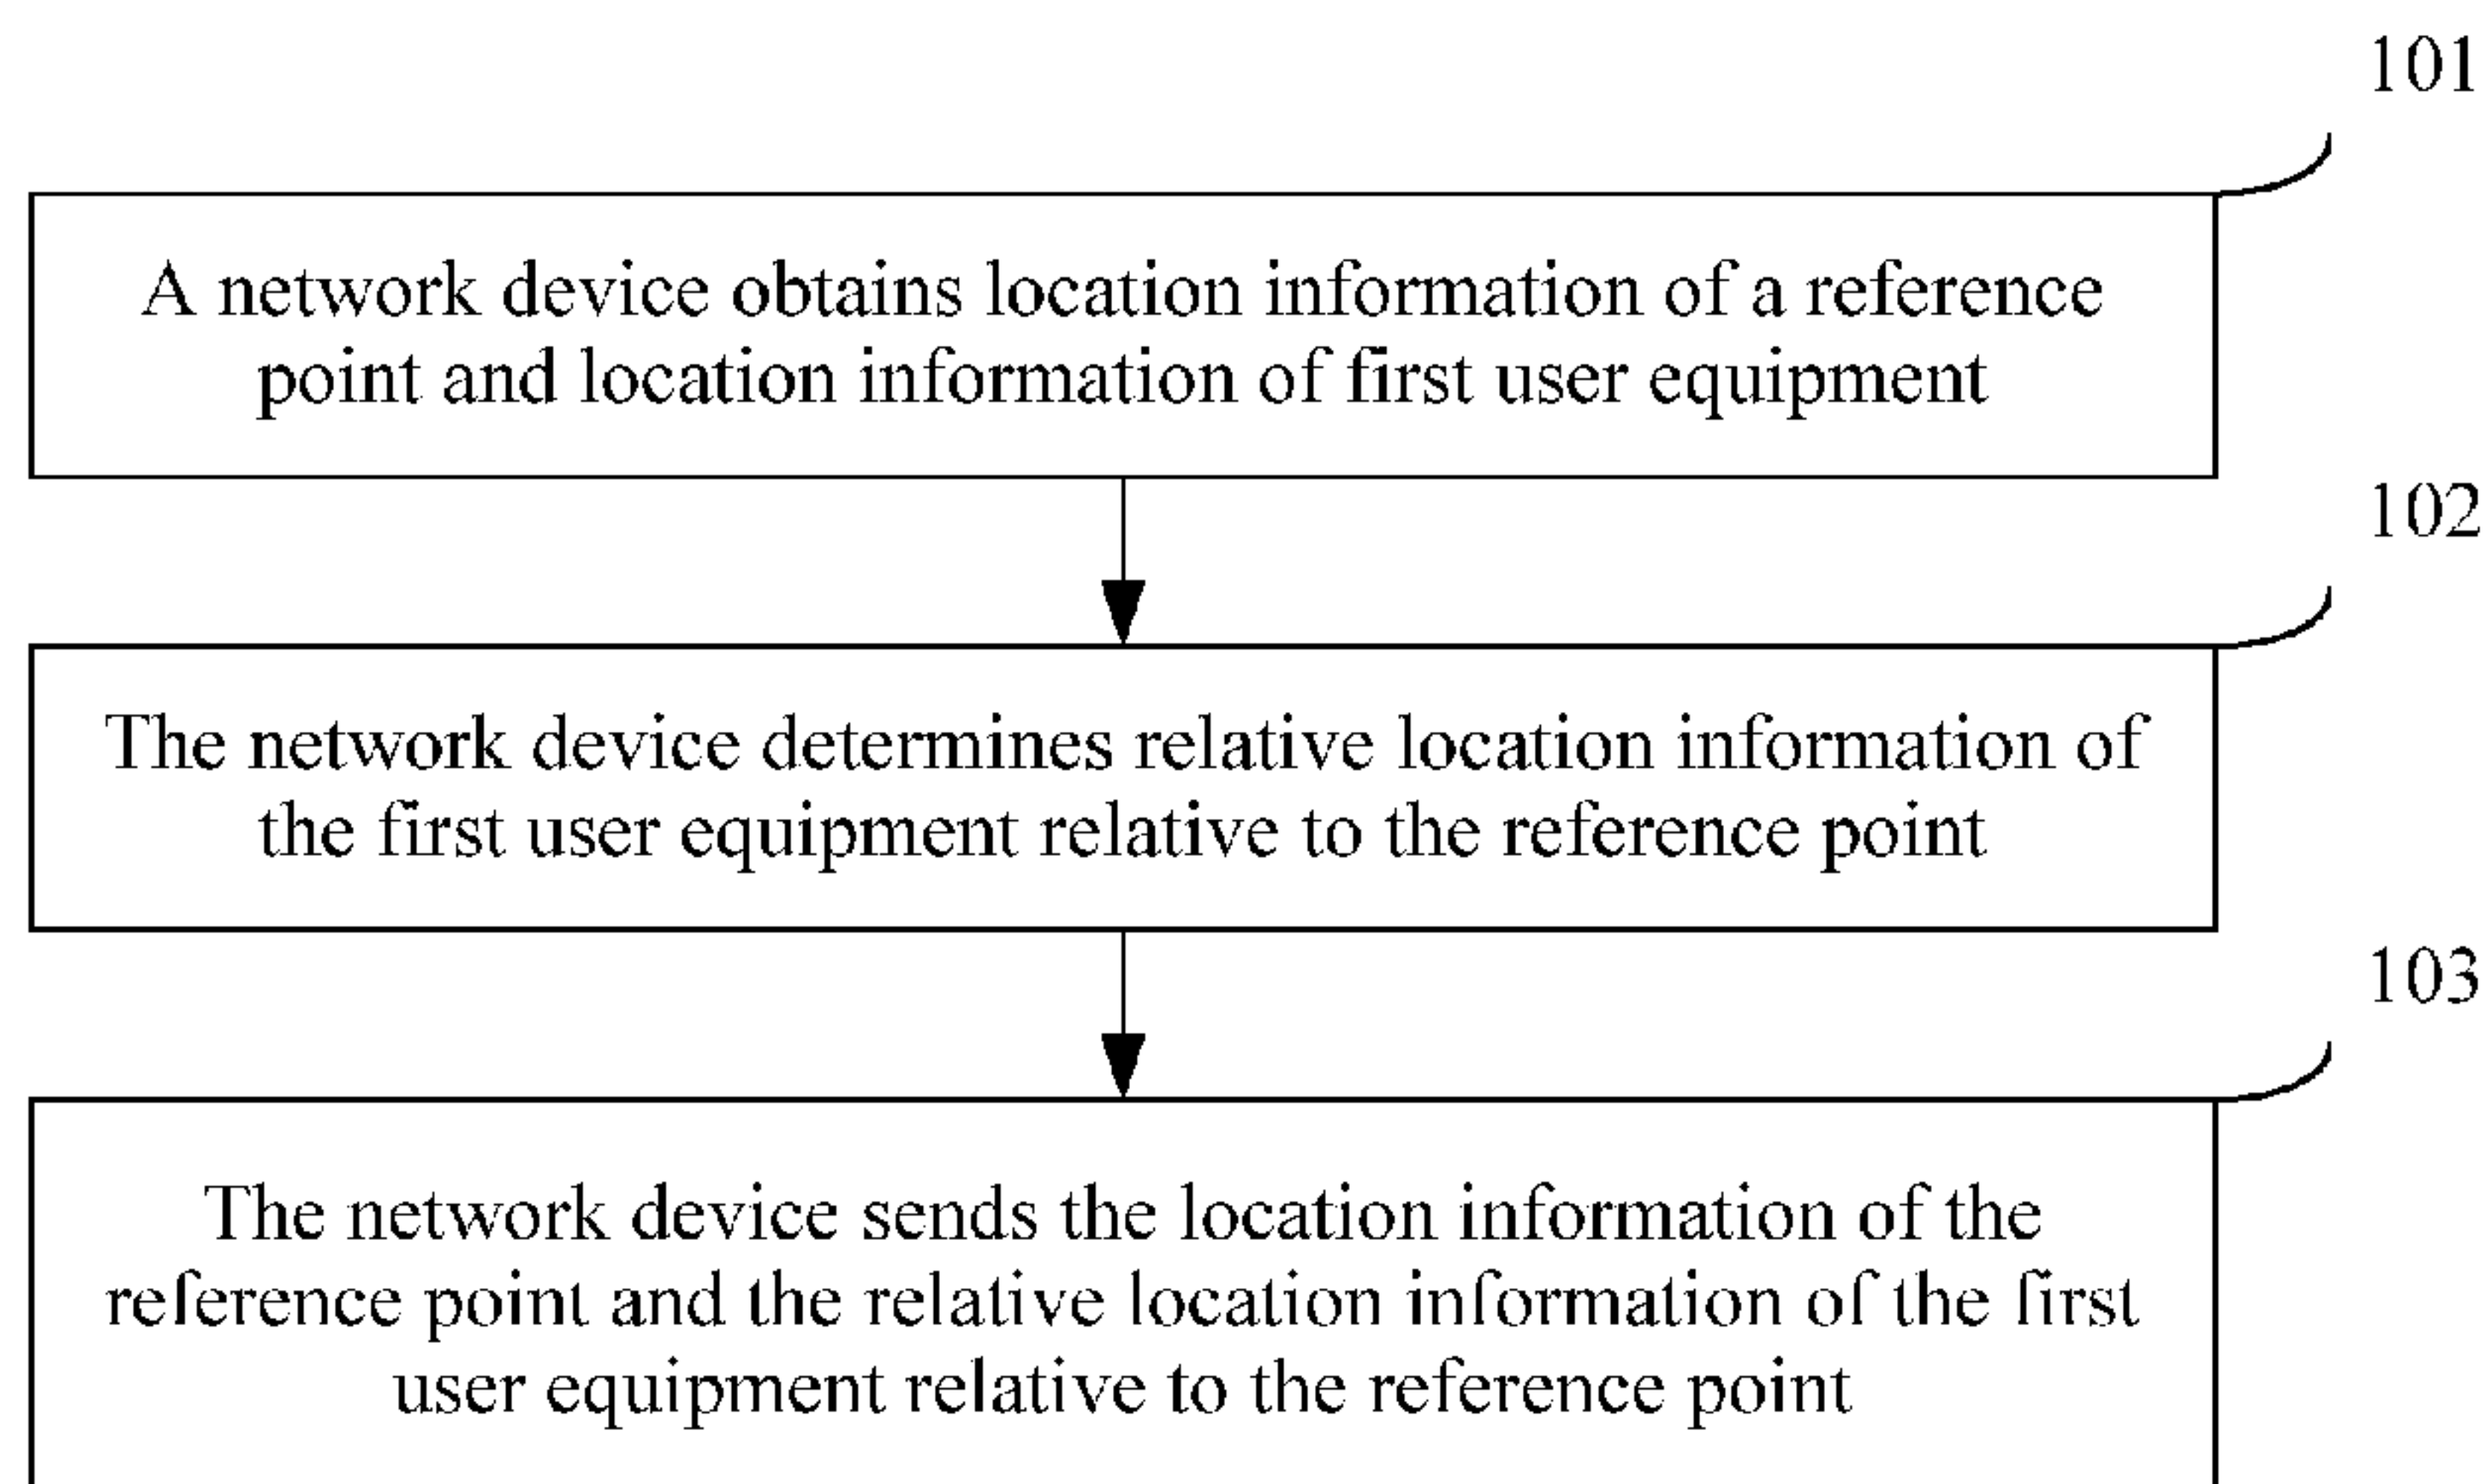 101
A network device obtains location information of a reference
point and location information of first user equipment
102
The network device determines relative location information of
the first user equipment relative to the reference point
103
The network device sends the location information of the
reference point and the relative location information of the first
user equipment relative to the reference point